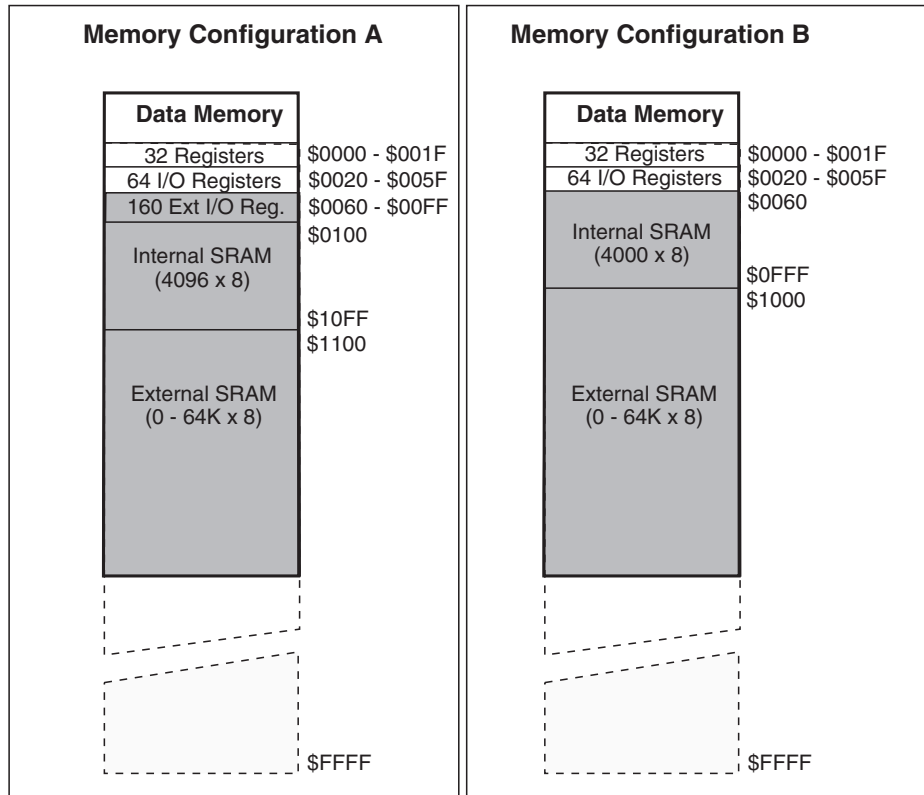 Memory Configuration A
Data Memory
32 Registers
$0000 - $001F
64 I/O Registers
$0020 - $005F
160 Ext I/O Reg.
$0060 - $00FF
$0100
Internal SRAM
(4096 x 8)
$10FF
$1100
External SRAM
(0 - 64K x 8)
$FFFF
Memory Configuration B
Data Memory
32 Registers
$0000 - $001F
64 I/O Registers
$0020 - $005F
$0060
Internal SRAM
(4000 x 8)
$0FFF
$1000
External SRAM
(0 - 64K x 8)
$FFFF